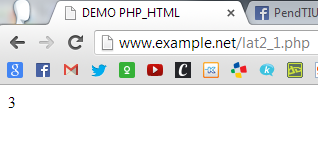 DEMO PHP_HTML
PendTIU
www.example.net/lat2_1.php
3